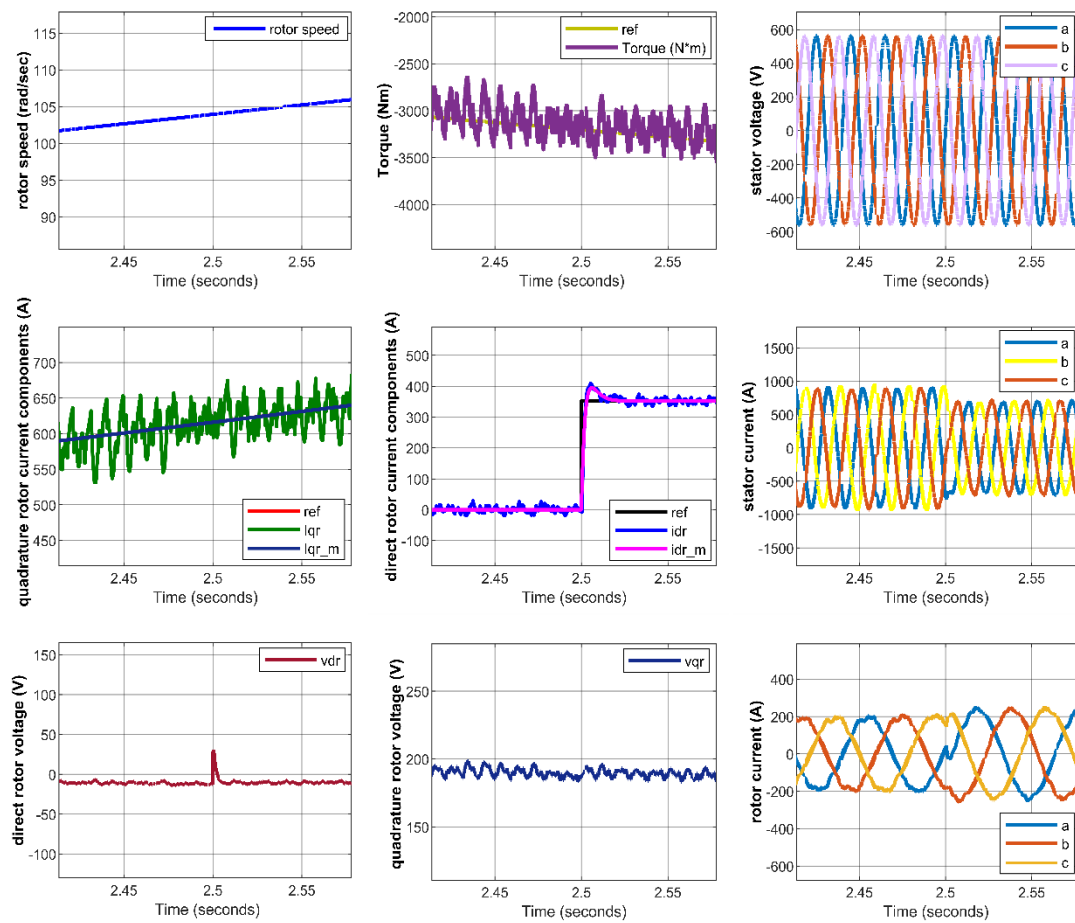 rotor speed (rad/sec)
115
110
105
100
95
90
rotor speed
2.45
2.5
2.55
Time (seconds)
Torque (Nm)
-2000
-2500
-3000
-3500
-4000
ref
Torque (N*m)
2.45
2.5
2.55
Time (seconds)
stator voltage (V)
600
400
200
0
-200
-400
-600
a
b
c
2.45
2.5
2.55
Time (seconds)
quadrature rotor current components (A)
700
650
600
550
500
450
ref
Iqr
Iqr_m
2.45
2.5
2.55
Time (seconds)
direct rotor current components (A)
500
400
300
200
100
0
-100
ref
idr
idr_m
2.45
2.5
2.55
Time (seconds)
stator current (A)
1500
1000
500
0
-500
-1000
-1500
a
b
c
2.45
2.5
2.55
Time (seconds)
direct rotor voltage (V)
150
100
50
0
-50
-100
vdr
2.45
2.5
2.55
Time (seconds)
quadrature rotor voltage (V)
250
200
150
vqr
2.45
2.5
2.55
Time (seconds)
rotor current (A)
400
200
0
-200
-400
-600
a
b
c
2.45
2.5
2.55
Time (seconds)